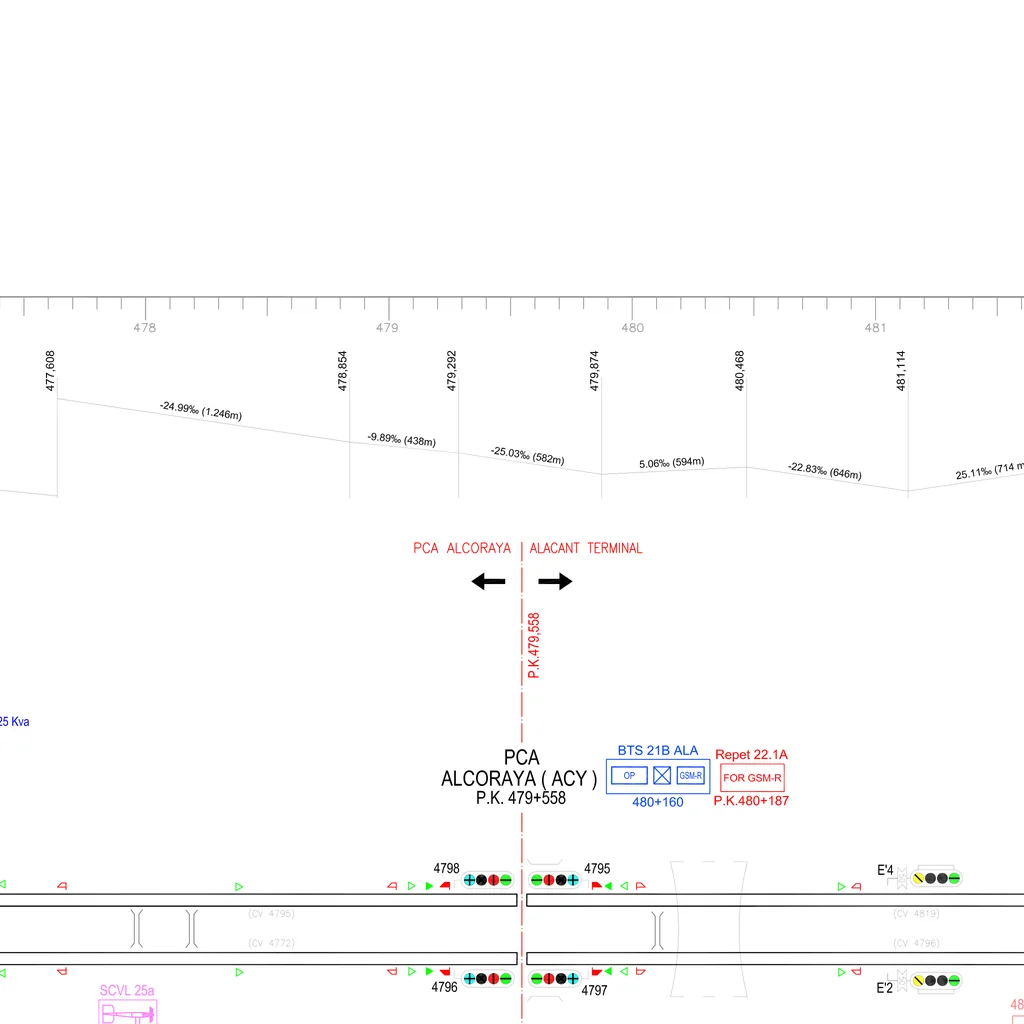 478
479
480
481
477,608
478,854
479,292
479,874
480,468
481,114
-24.99‰ (1.246m)
-9.89‰ (438m)
-25.03‰ (582m)
5.06‰ (594m)
-22.83‰ (646m)
25.11‰ (714 m
PCA ALCORAYA
ALACANT TERMINAL
P.K.479,558
25 Kva
PCA
ALCORAYA ( ACY )
P.K. 479+558
BTS 21B ALA
OP
GSM-R
480+160
Repet 22.1A
FOR GSM-R
P.K.480+187
4798
4795
E'4
(CV 4795)
(CV 4819)
(CV 4772)
(CV 4796)
4796
4797
E'2
SCVL 25a
48